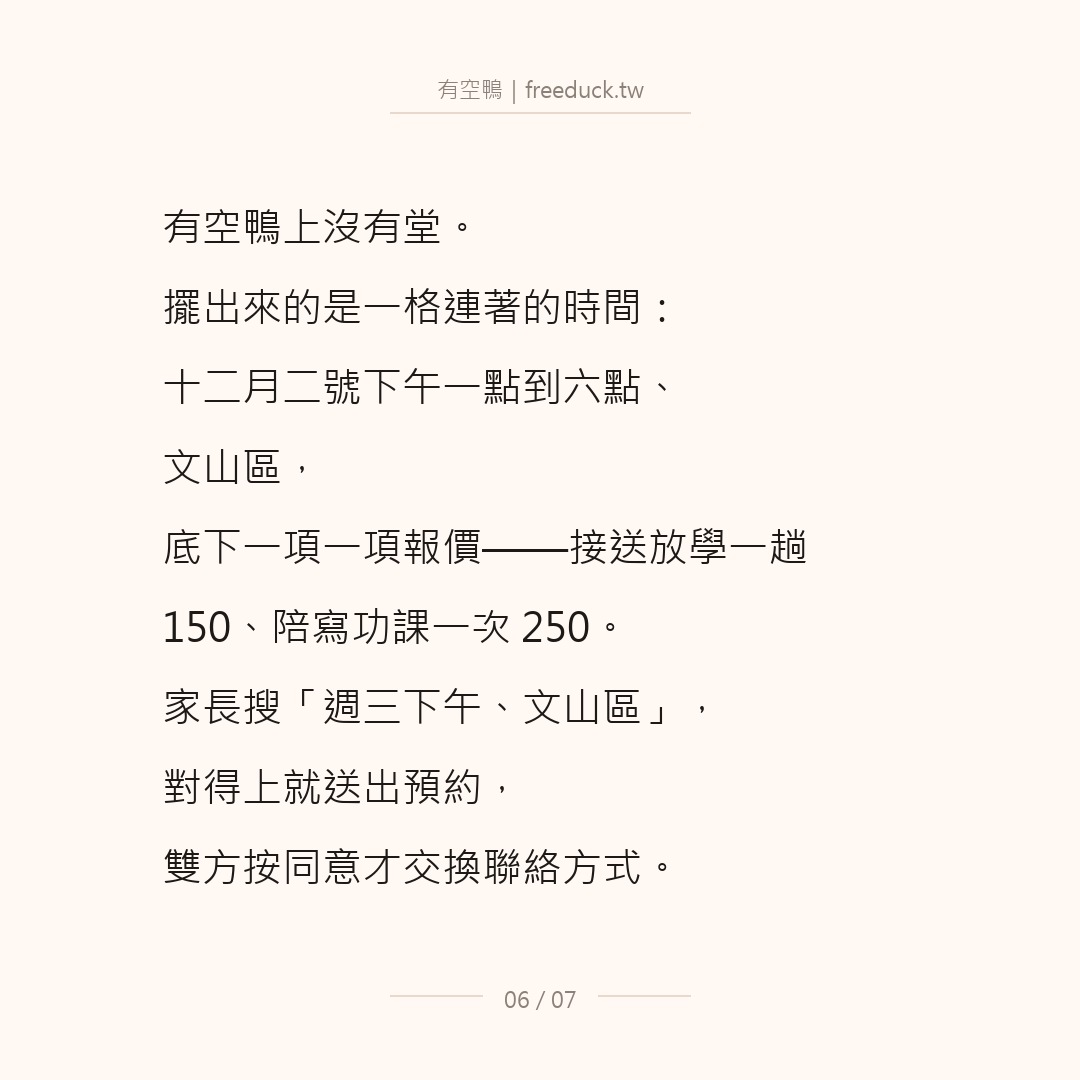 有空鴨｜freeduck.tw
有空鴨上沒有堂。
擺出來的是一格連著的時間：
十二月二號下午一點到六點、
文山區，
底下一項一項報價——接送放學一趟
150、陪寫功課一次 250。
家長搜「週三下午、文山區」，
對得上就送出預約，
雙方按同意才交換聯絡方式。
06 / 07